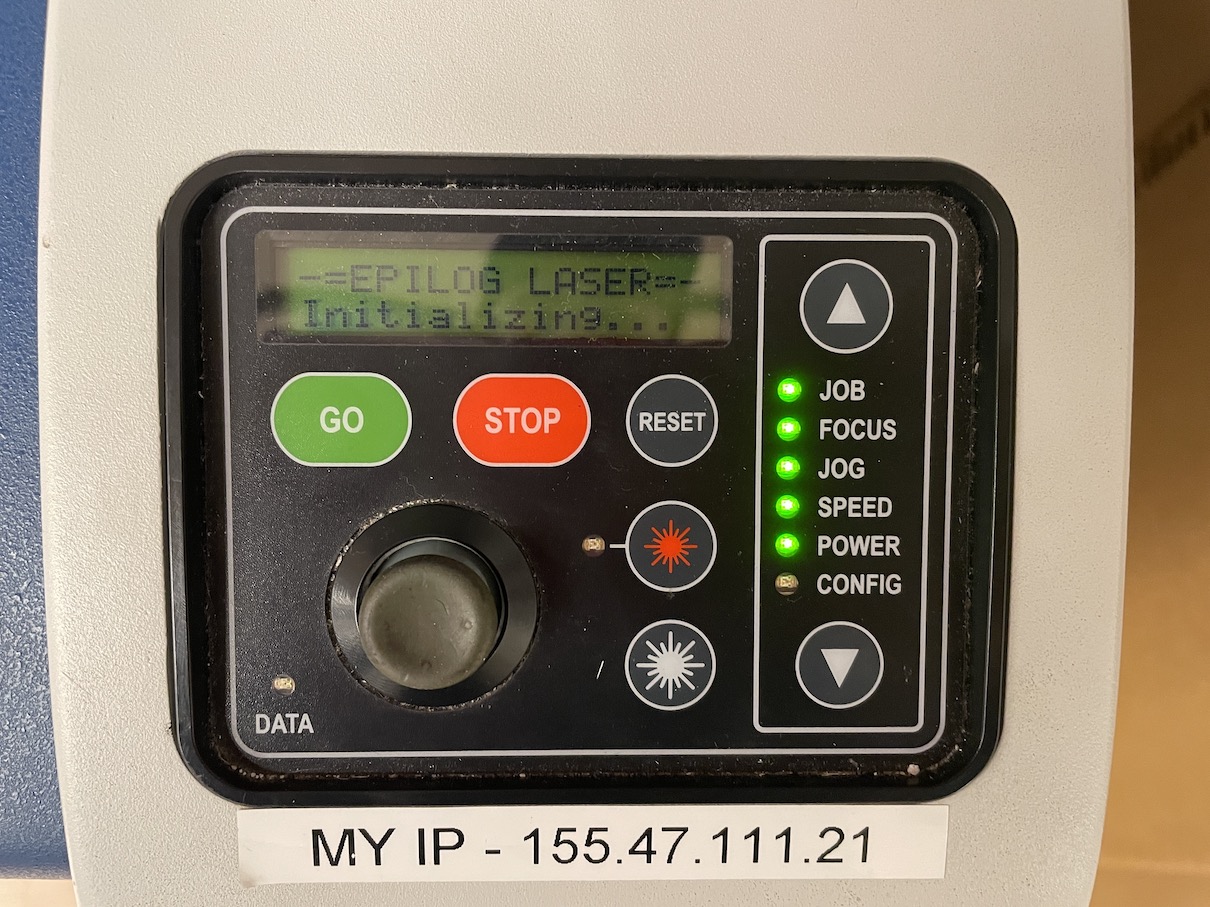 -=EPILOG LASER=-
Initializing...
GO
STOP
RESET
JOB
FOCUS
JOG
SPEED
POWER
CONFIG
DATA
MY IP - 155.47.111.21